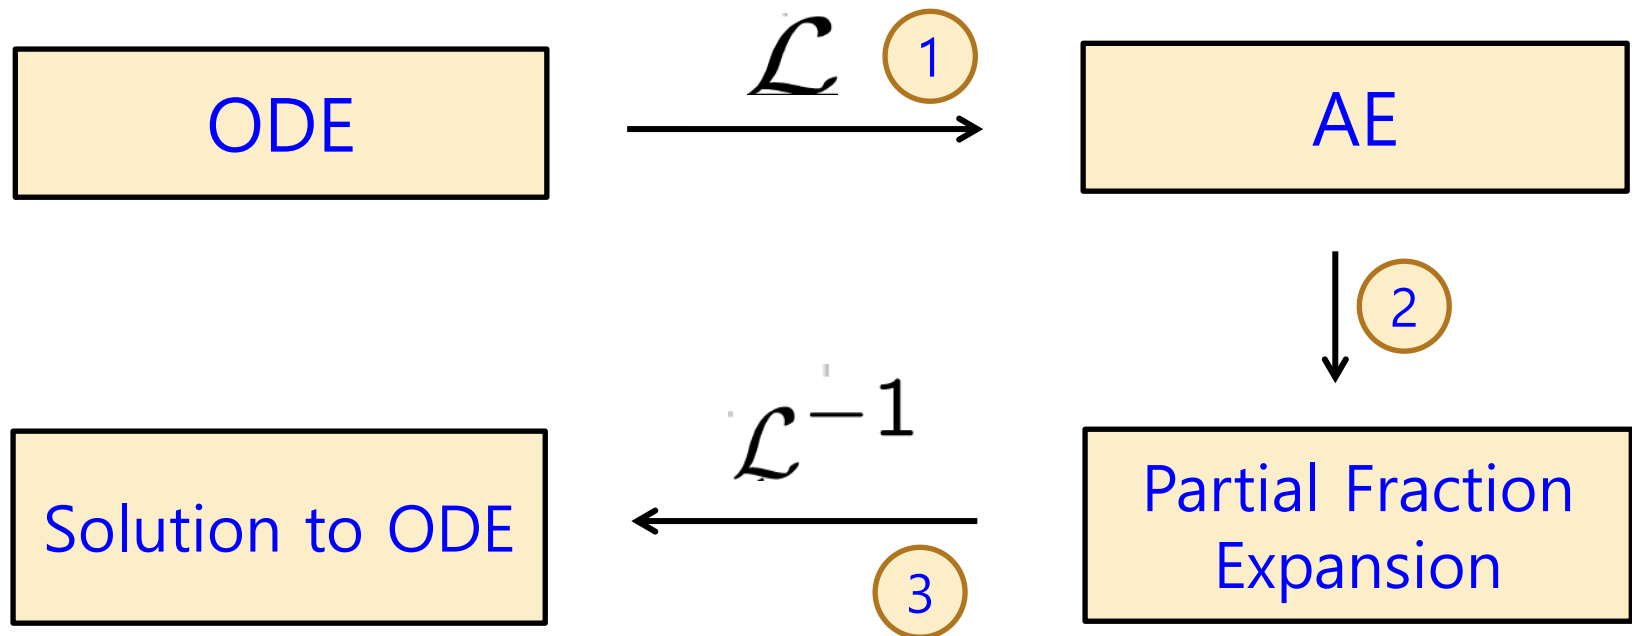 ODE
ℒ
1
AE
2
Partial Fraction
Expansion
ℒ⁻¹
3
Solution to ODE